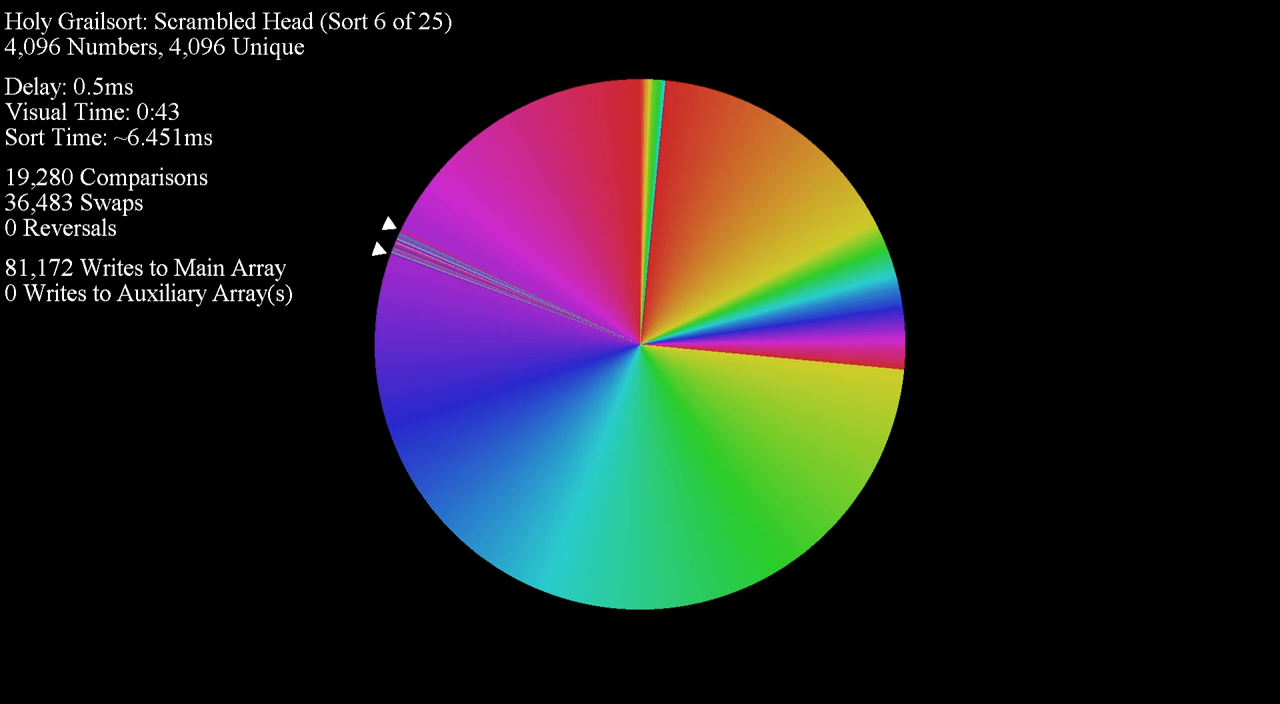 Holy Grailsort: Scrambled Head (Sort 6 of 25)
4,096 Numbers, 4,096 Unique
Delay: 0.5ms
Visual Time: 0:43
Sort Time: ~6.451ms
19,280 Comparisons
36,483 Swaps
0 Reversals
81,172 Writes to Main Array
0 Writes to Auxiliary Array(s)